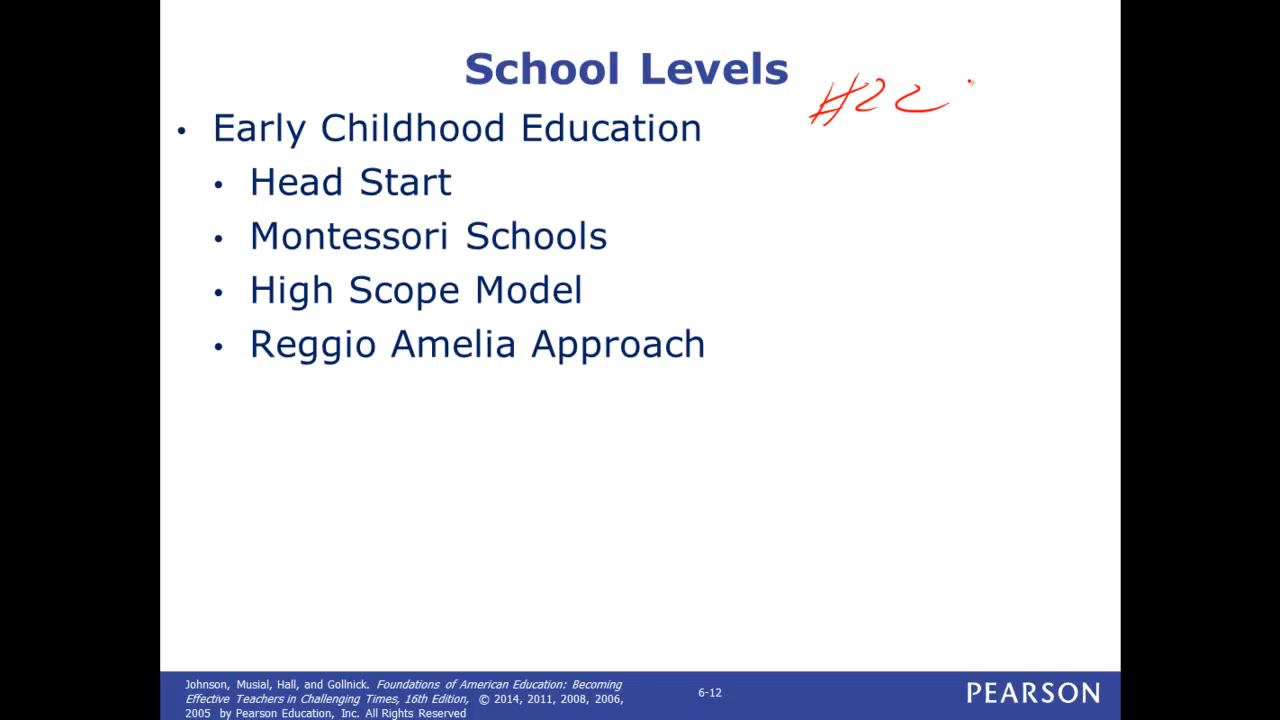 School Levels
#22
• Early Childhood Education
• Head Start
• Montessori Schools
• High Scope Model
• Reggio Amelia Approach
Johnson, Musial, Hall, and Gollnick. Foundations of American Education: Becoming
Effective Teachers in Challenging Times, 16th Edition, © 2014, 2011, 2008, 2006,
2005 by Pearson Education, Inc. All Rights Reserved
6-12
PEARSON